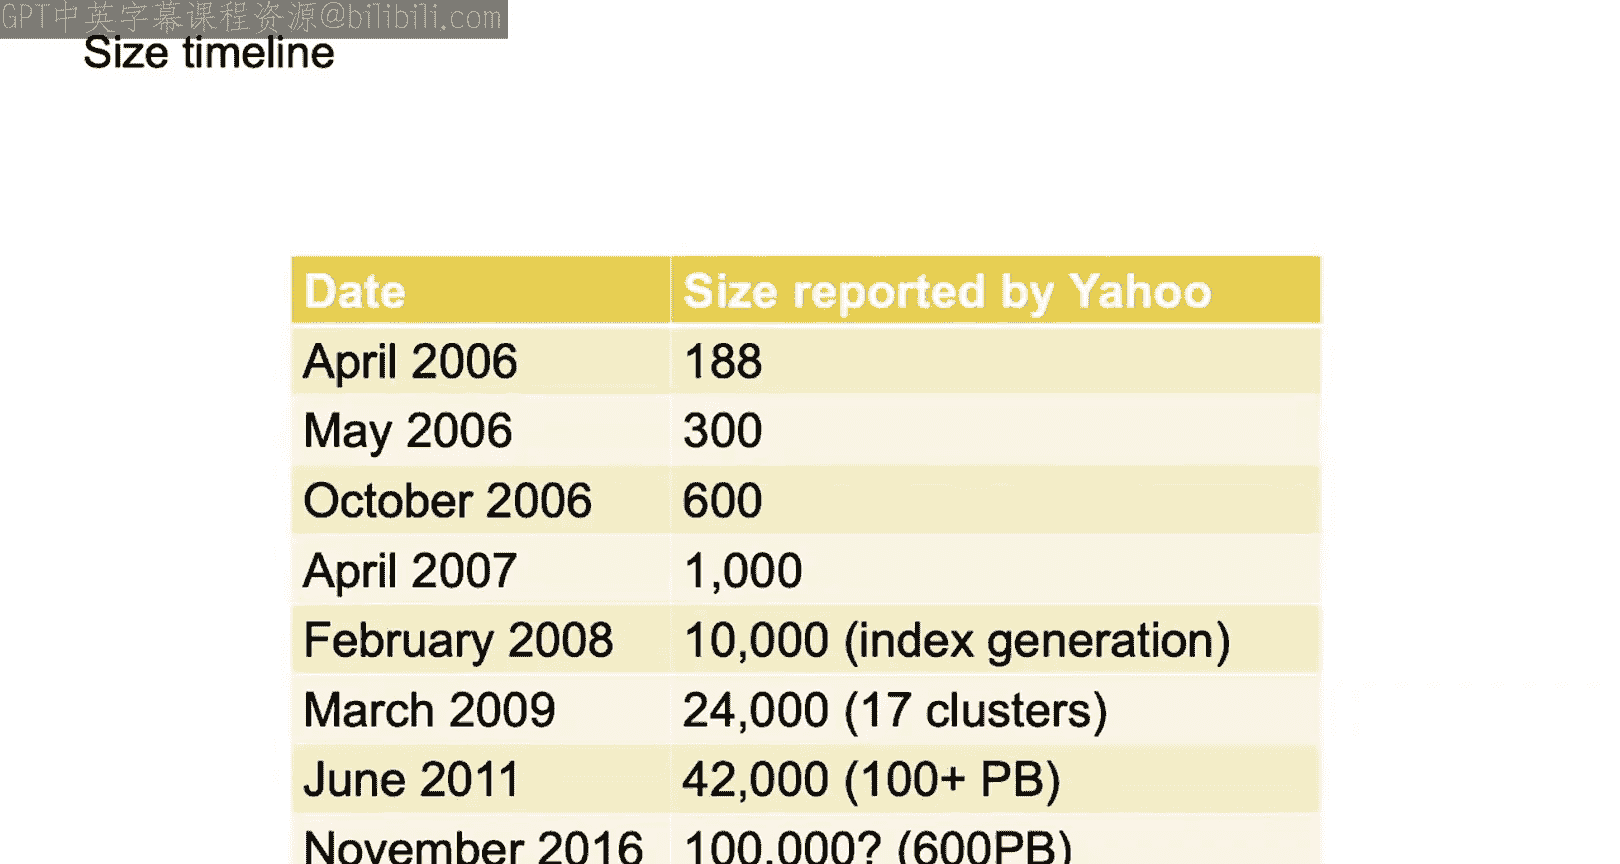 GPT中英字幕课程资源@bilibili.com
Size timeline
Date Size reported by Yahoo
April 2006 188
May 2006 300
October 2006 600
April 2007 1,000
February 2008 10,000 (index generation)
March 2009 24,000 (17 clusters)
June 2011 42,000 (100+ PB)
November 2016 100,000? (600PB)